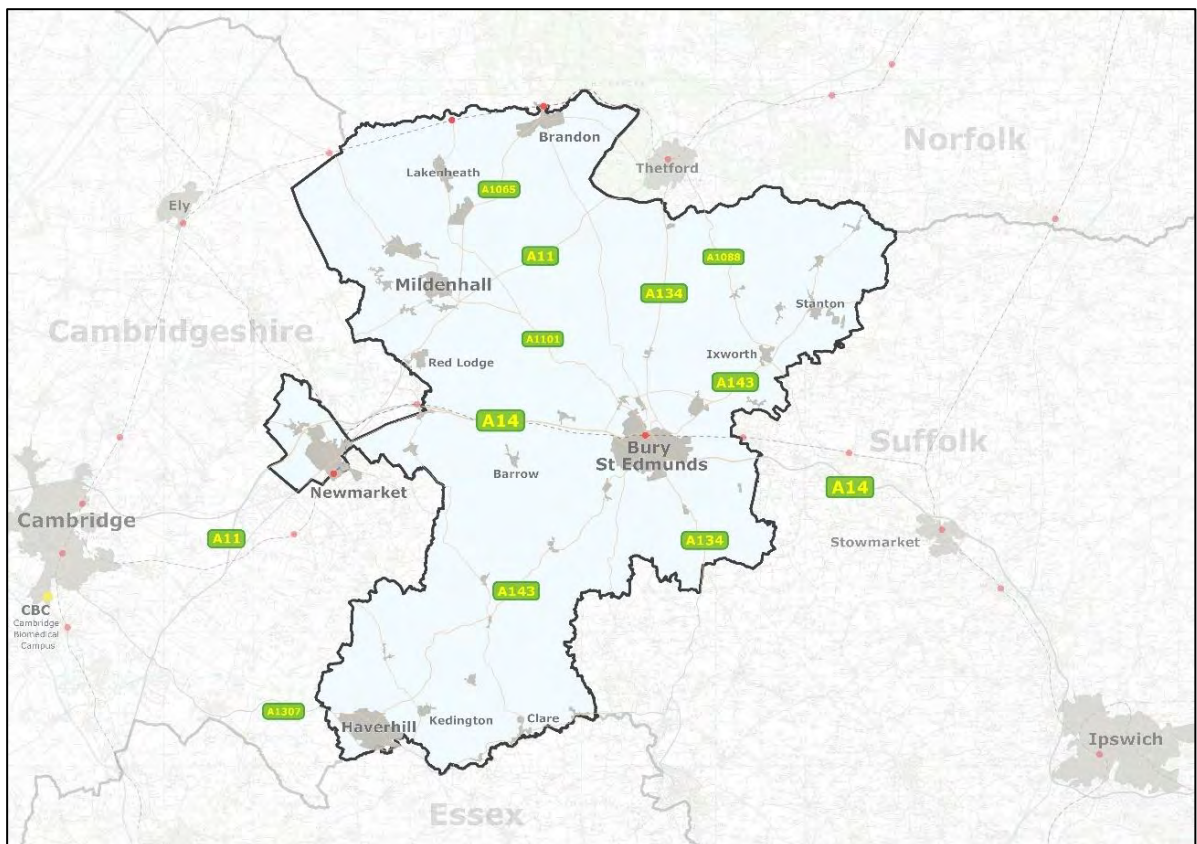 Brandon
Norfolk
Thetford
Lakenheath
A1065
Ely
A11
A1088
Mildenhall
A134
Stanton
Cambridgeshire
A1101
Ixworth
Red Lodge
A143
A14
Suffolk
Bury
St Edmunds
Barrow
Newmarket
A14
Cambridge
A11
A134
Stowmarket
A143
CBC
Cambridge
Biomedical
Campus
A1307
Haverhill
Kedington
Clare
Ipswich
Essex